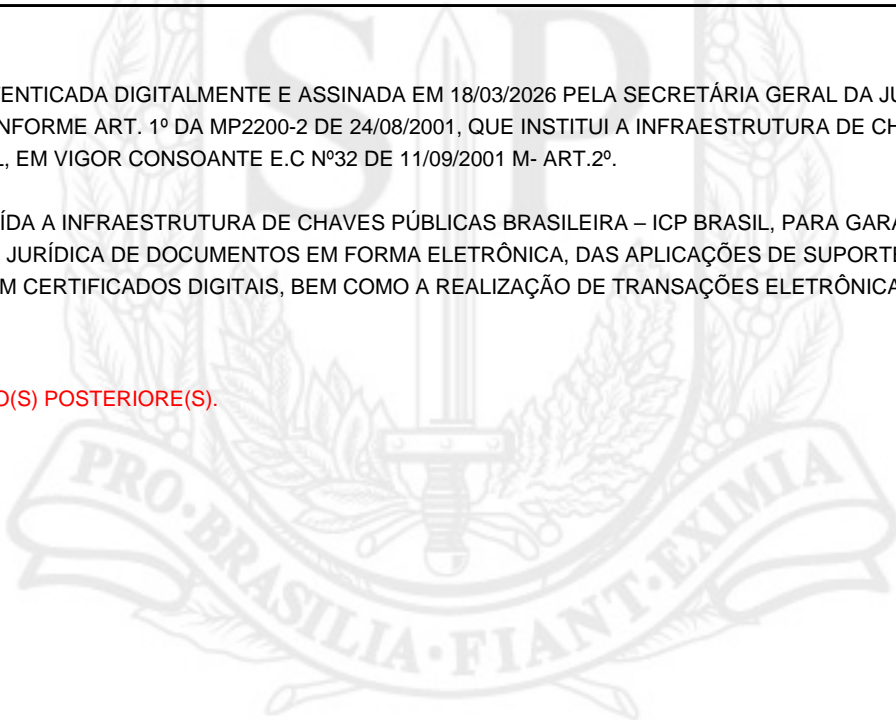 ENTICADA DIGITALMENTE E ASSINADA EM 18/03/2026 PELA SECRETÁRIA GERAL DA JU
NFORME ART. 1º DA MP2200-2 DE 24/08/2001, QUE INSTITUI A INFRAESTRUTURA DE CH
L, EM VIGOR CONSOANTE E.C Nº32 DE 11/09/2001 M- ART.2º.
ÍDA A INFRAESTRUTURA DE CHAVES PÚBLICAS BRASILEIRA – ICP BRASIL, PARA GARA
JURÍDICA DE DOCUMENTOS EM FORMA ELETRÔNICA, DAS APLICAÇÕES DE SUPORTE
M CERTIFICADOS DIGITAIS, BEM COMO A REALIZAÇÃO DE TRANSAÇÕES ELETRÔNICA
O(S) POSTERIORE(S).
SP
PRO·BRASILIA·FIANT·EXIMIA